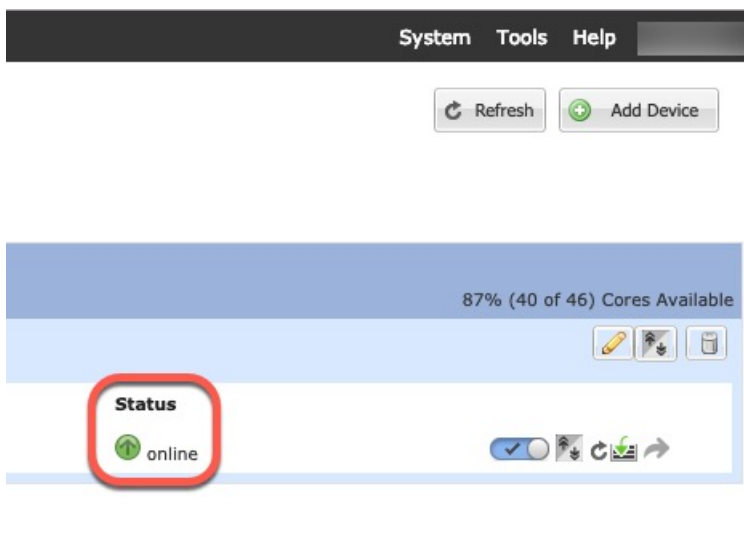 System Tools Help
Refresh Add Device
87% (40 of 46) Cores Available
Status
online